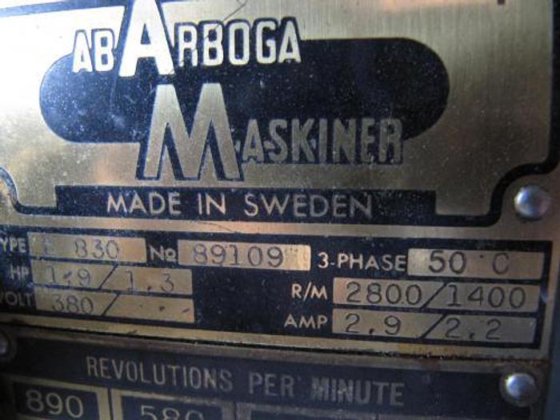 AB ARBOGA
MASKINER
MADE IN SWEDEN
TYPE E 830 No 89109 3-PHASE 50 C
HP 1.9/1.3 R/M 2800/1400
VOLT 380/ AMP 2.9/2.2
REVOLUTIONS PER MINUTE
890 580